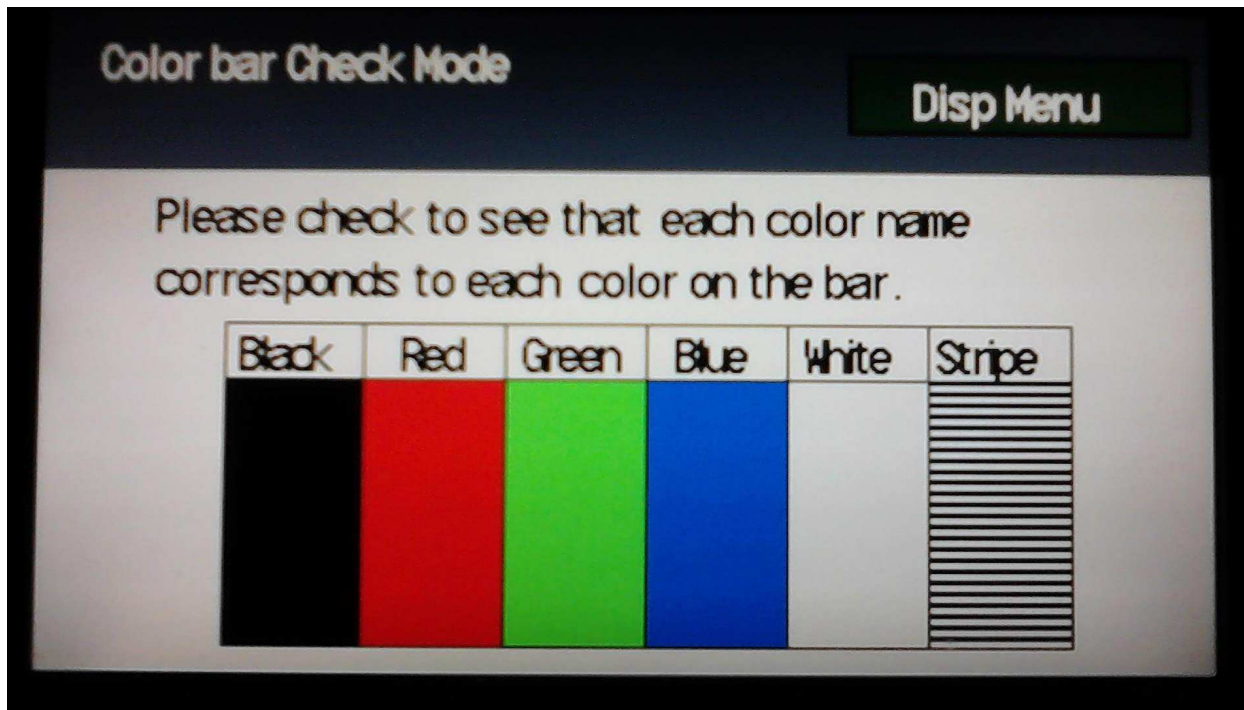 Color bar Check Mode
Disp Menu
Please check to see that each color name
corresponds to each color on the bar.
Black Red Green Blue White Stripe